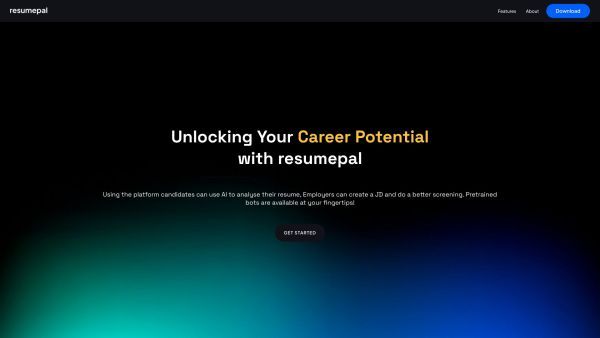 resumepal
Features
About
Download
Unlocking Your Career Potential
with resumepal
Using the platform candidates can use AI to analyse their resume, Employers can create a JD and do a better screening. Pretrained
bots are available at your fingertips!
GET STARTED